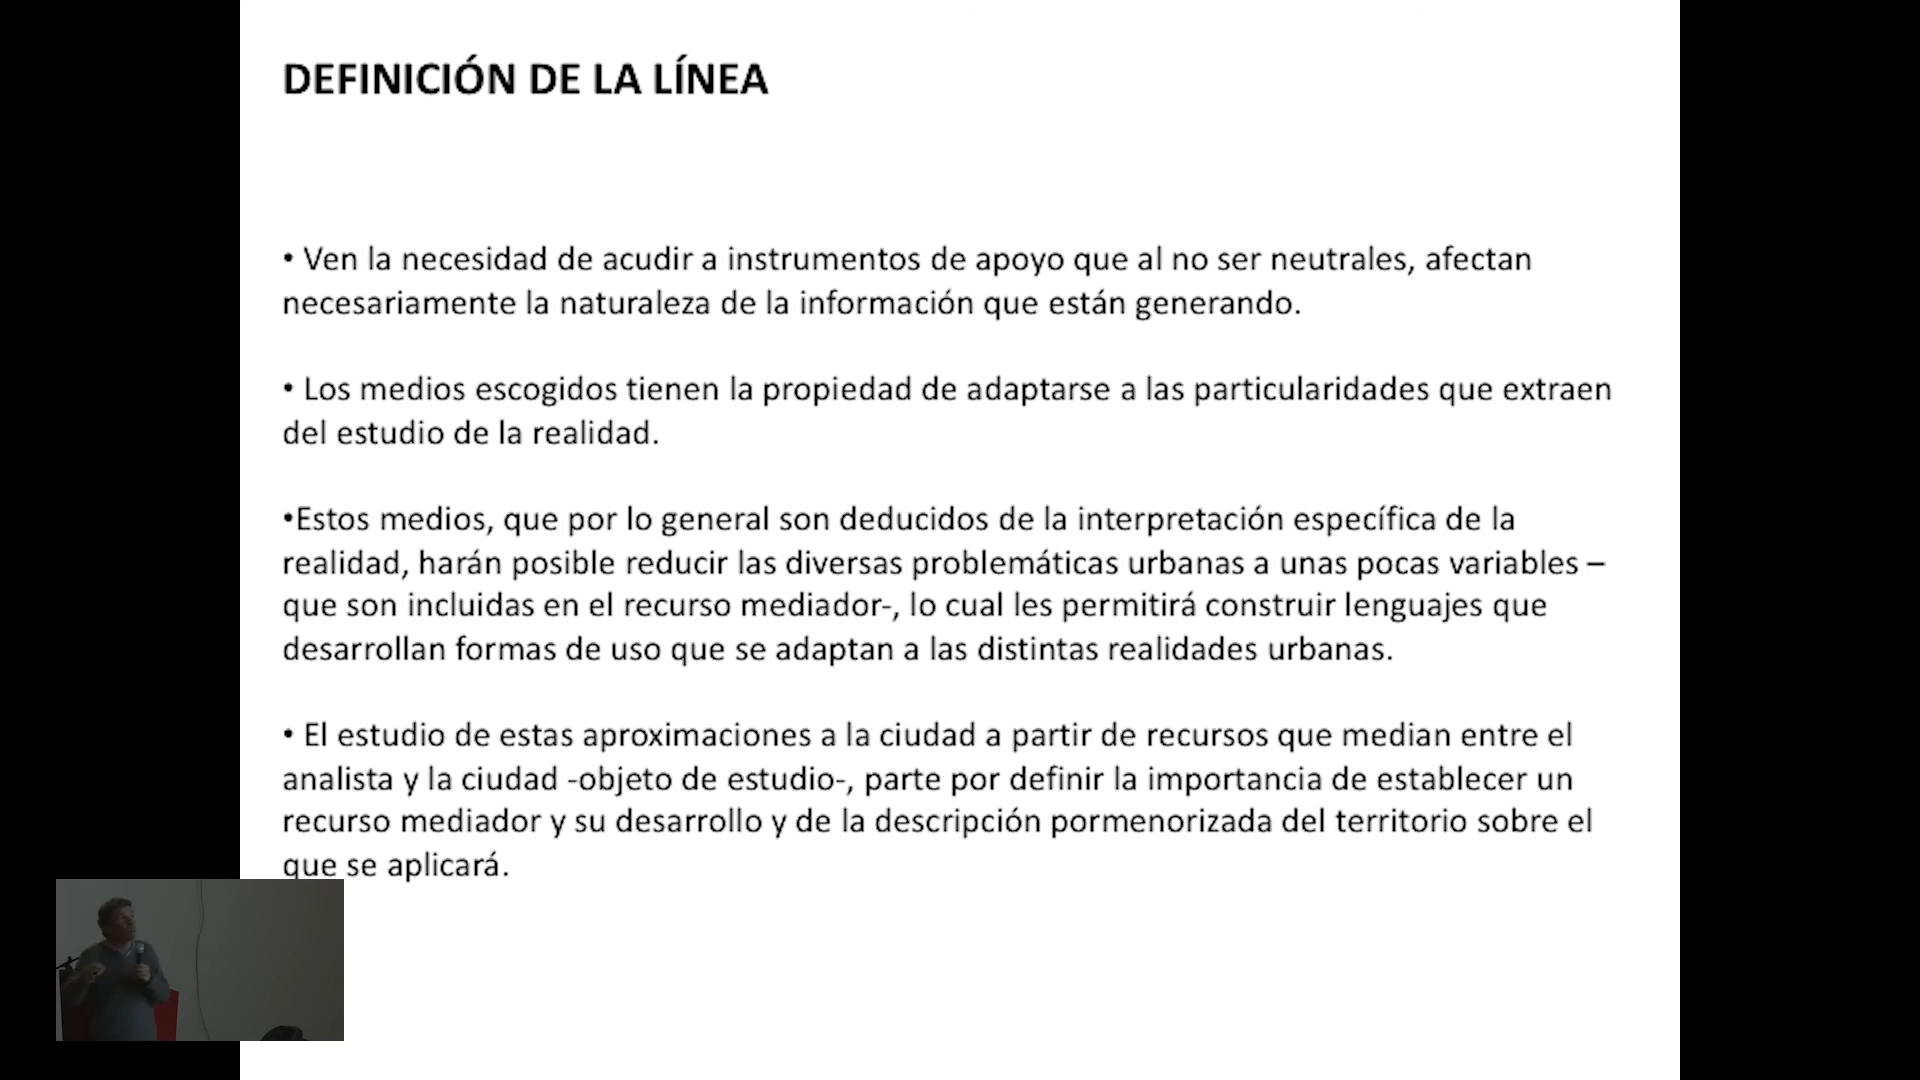 DEFINICIÓN DE LA LÍNEA
• Ven la necesidad de acudir a instrumentos de apoyo que al no ser neutrales, afectan
necesariamente la naturaleza de la información que están generando.
• Los medios escogidos tienen la propiedad de adaptarse a las particularidades que extraen
del estudio de la realidad.
•Estos medios, que por lo general son deducidos de la interpretación específica de la
realidad, harán posible reducir las diversas problemáticas urbanas a unas pocas variables –
que son incluidas en el recurso mediador-, lo cual les permitirá construir lenguajes que
desarrollan formas de uso que se adaptan a las distintas realidades urbanas.
• El estudio de estas aproximaciones a la ciudad a partir de recursos que median entre el
analista y la ciudad -objeto de estudio-, parte por definir la importancia de establecer un
recurso mediador y su desarrollo y de la descripción pormenorizada del territorio sobre el
que se aplicará.